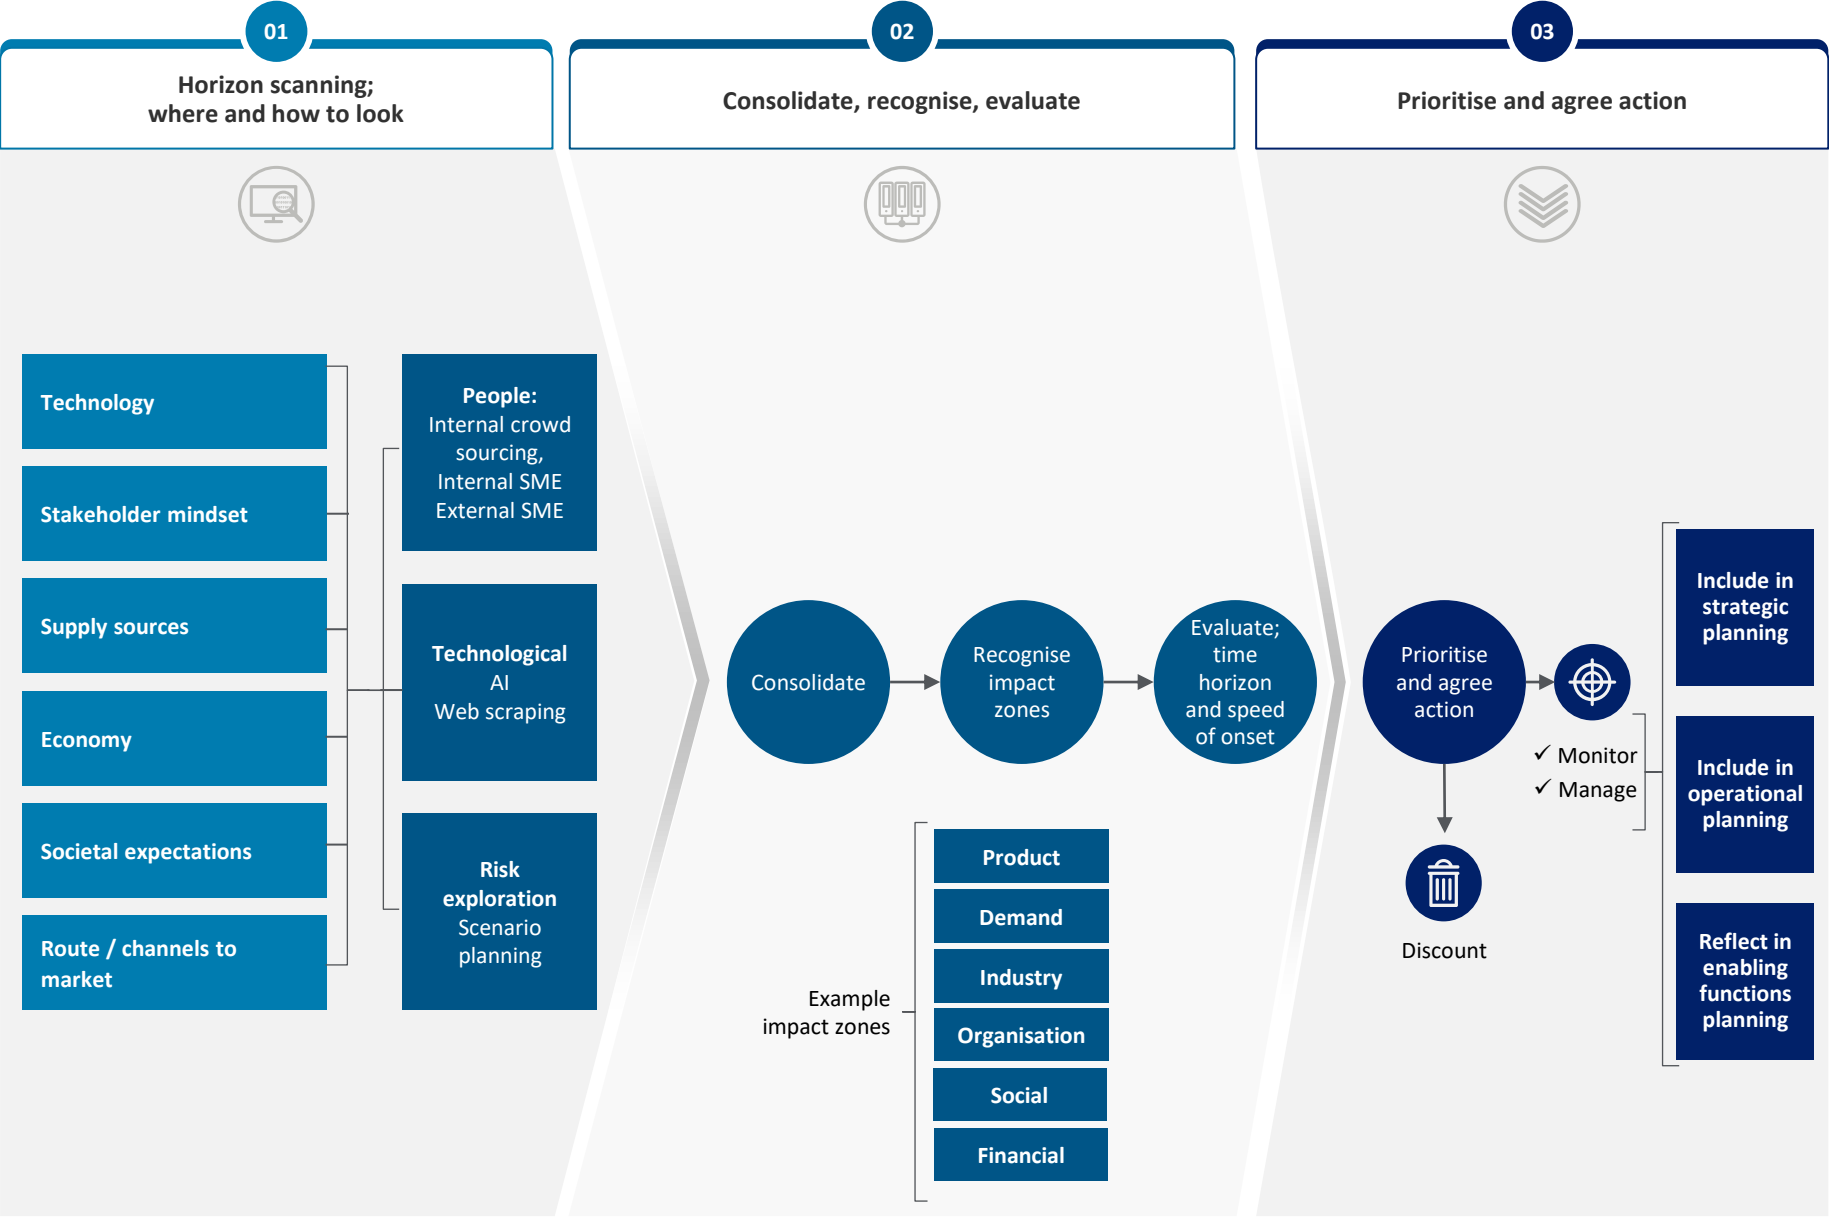 01
Horizon scanning;
where and how to look
02
Consolidate, recognise, evaluate
03
Prioritise and agree action
Technology
Stakeholder mindset
Supply sources
Economy
Societal expectations
Route / channels to
market
People:
Internal crowd
sourcing,
Internal SME
External SME
Technological
AI
Web scraping
Risk
exploration
Scenario
planning
Consolidate
Recognise
impact
zones
Evaluate;
time
horizon
and speed
of onset
Example
impact zones
Product
Demand
Industry
Organisation
Social
Financial
Prioritise
and agree
action
✓ Monitor
✓ Manage
Discount
Include in
strategic
planning
Include in
operational
planning
Reflect in
enabling
functions
planning